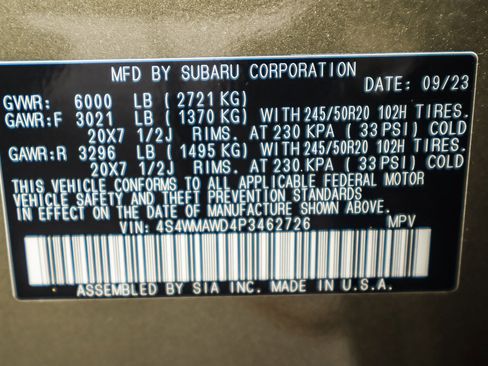 MFD BY SUBARU CORPORATION
DATE: 09/23
GVWR: 6000 LB (2721 KG)
GAWR:F 3021 LB (1370 KG) WITH 245/50R20 102H TIRES.
20X7 1/2J RIMS. AT 230 KPA ( 33 PSI) COLD
GAWR:R 3296 LB (1495 KG) WITH 245/50R20 102H TIRES.
20X7 1/2J RIMS. AT 230 KPA ( 33 PSI) COLD
THIS VEHICLE CONFORMS TO ALL APPLICABLE FEDERAL MOTOR
VEHICLE SAFETY AND THEFT PREVENTION STANDARDS
IN EFFECT ON THE DATE OF MANUFACTURE SHOWN ABOVE.
VIN: 4S4WMAWD4P3462726 MPV
ASSEMBLED BY SIA INC. MADE IN U.S.A.